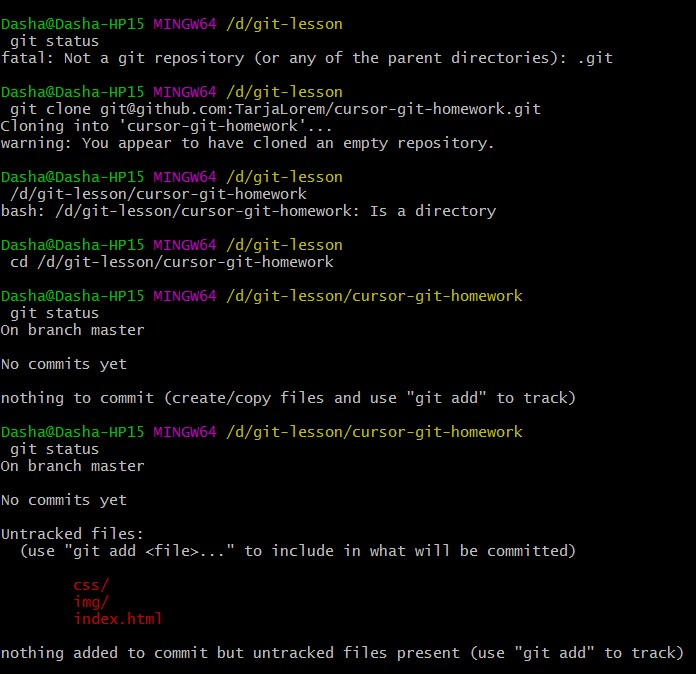 Dasha@Dasha-HP15 MINGW64 /d/git-lesson
git status
fatal: Not a git repository (or any of the parent directories): .git
Dasha@Dasha-HP15 MINGW64 /d/git-lesson
git clone git@github.com:TarjaLorem/cursor-git-homework.git
Cloning into 'cursor-git-homework'...
warning: You appear to have cloned an empty repository.
Dasha@Dasha-HP15 MINGW64 /d/git-lesson
/d/git-lesson/cursor-git-homework
bash: /d/git-lesson/cursor-git-homework: Is a directory
Dasha@Dasha-HP15 MINGW64 /d/git-lesson
cd /d/git-lesson/cursor-git-homework
Dasha@Dasha-HP15 MINGW64 /d/git-lesson/cursor-git-homework
git status
On branch master
No commits yet
nothing to commit (create/copy files and use "git add" to track)
Dasha@Dasha-HP15 MINGW64 /d/git-lesson/cursor-git-homework
git status
On branch master
No commits yet
Untracked files:
(use "git add <file>..." to include in what will be committed)
css/
img/
index.html
nothing added to commit but untracked files present (use "git add" to track)